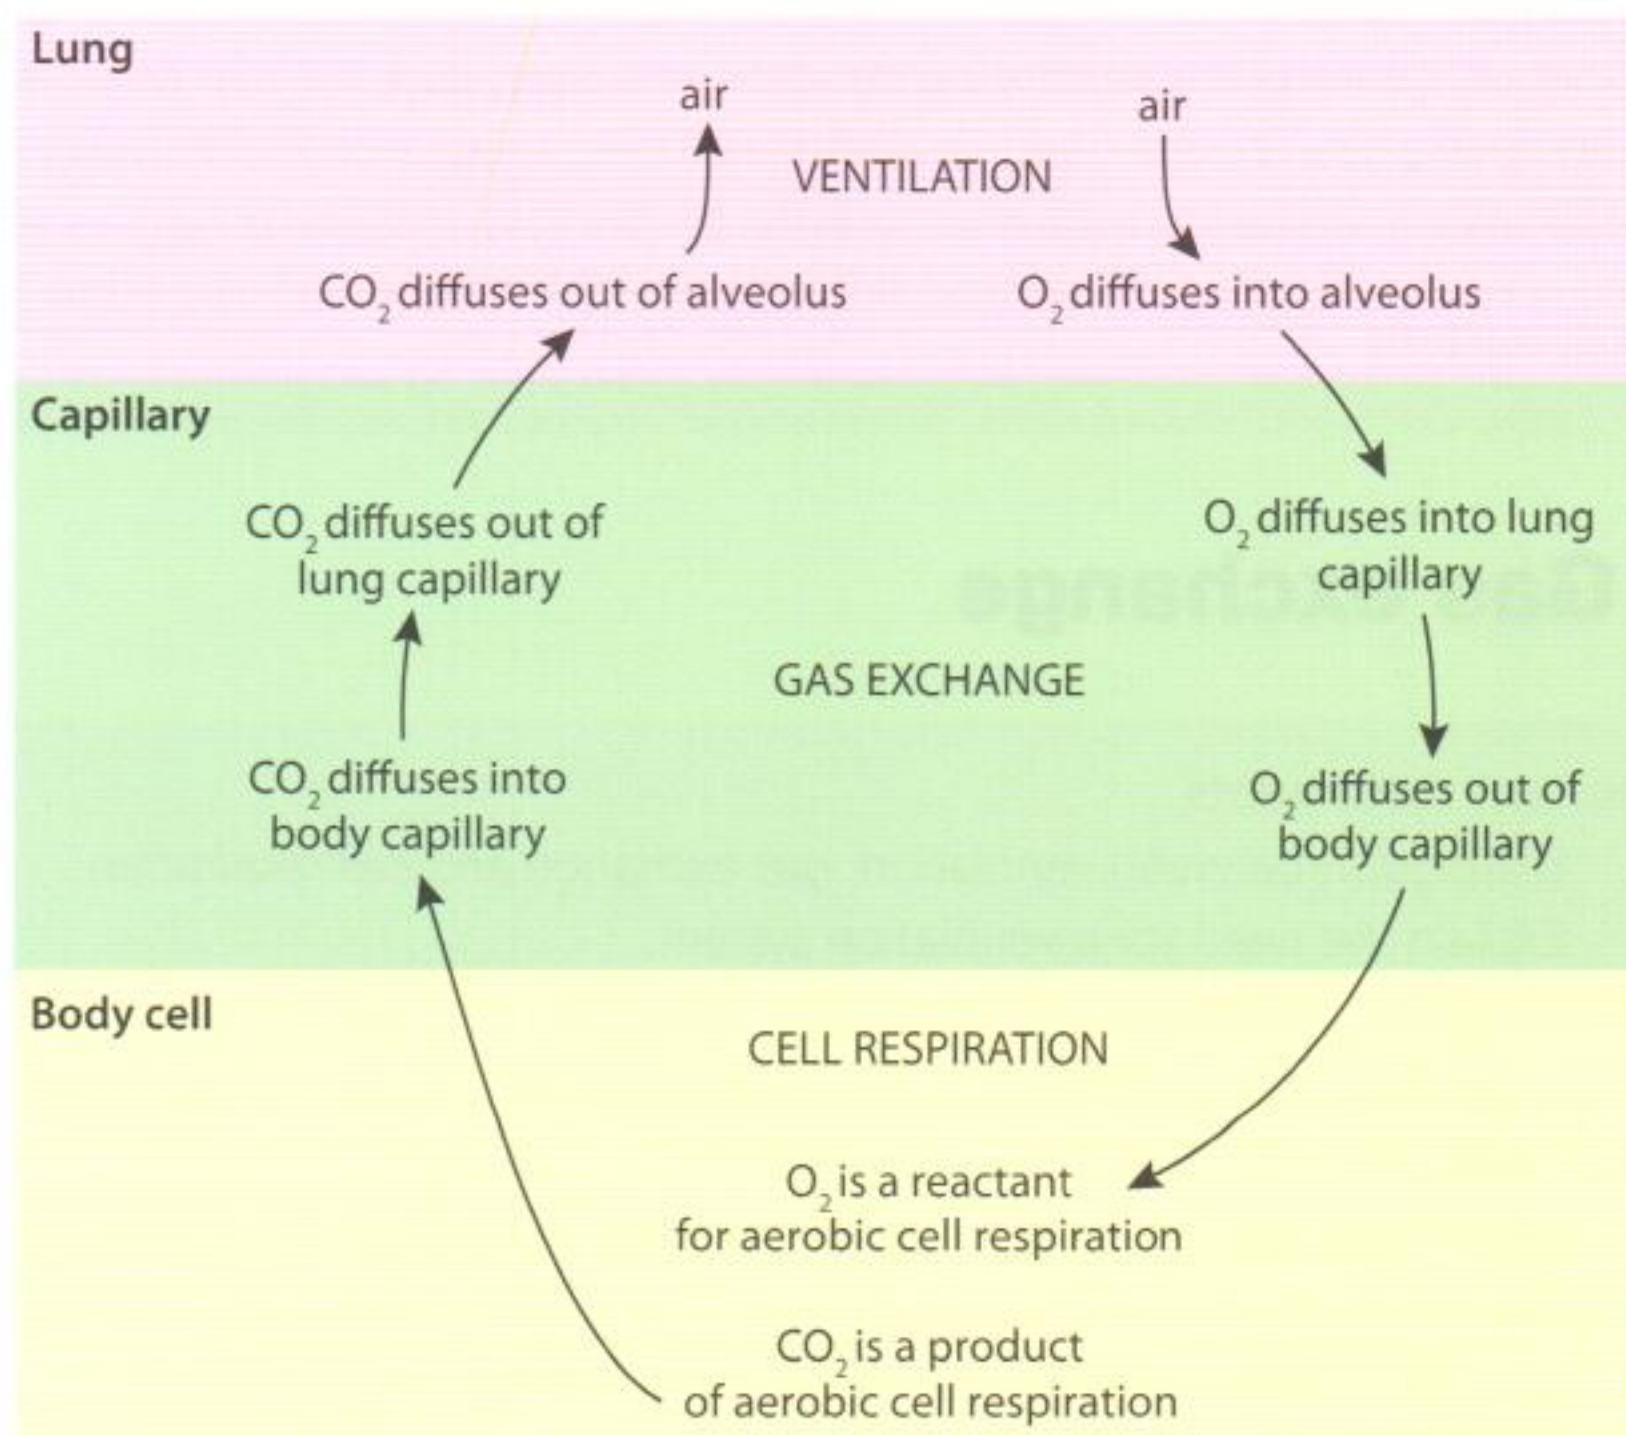 Lung
air
air
VENTILATION
CO₂ diffuses out of alveolus
O₂ diffuses into alveolus
Capillary
CO₂ diffuses out of
lung capillary
O₂ diffuses into lung
capillary
GAS EXCHANGE
CO₂ diffuses into
body capillary
O₂ diffuses out of
body capillary
Body cell
CELL RESPIRATION
O₂ is a reactant
for aerobic cell respiration
CO₂ is a product
of aerobic cell respiration